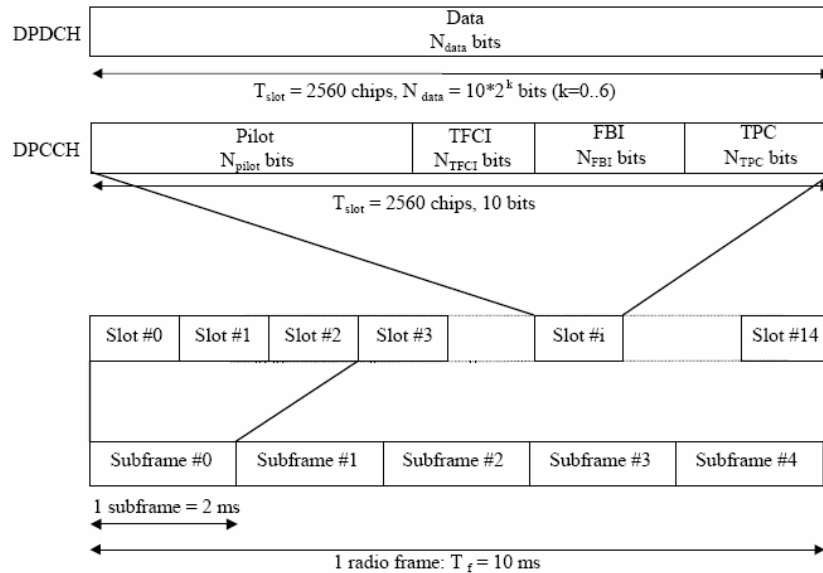 DPDCH
Data
N_data bits
T_slot = 2560 chips, N_data = 10*2^k bits (k=0..6)
DPCCH
Pilot
N_pilot bits
TFCI
N_TFCI bits
FBI
N_FBI bits
TPC
N_TPC bits
T_slot = 2560 chips, 10 bits
Slot #0
Slot #1
Slot #2
Slot #3
Slot #i
Slot #14
Subframe #0
Subframe #1
Subframe #2
Subframe #3
Subframe #4
1 subframe = 2 ms
1 radio frame: T_f = 10 ms